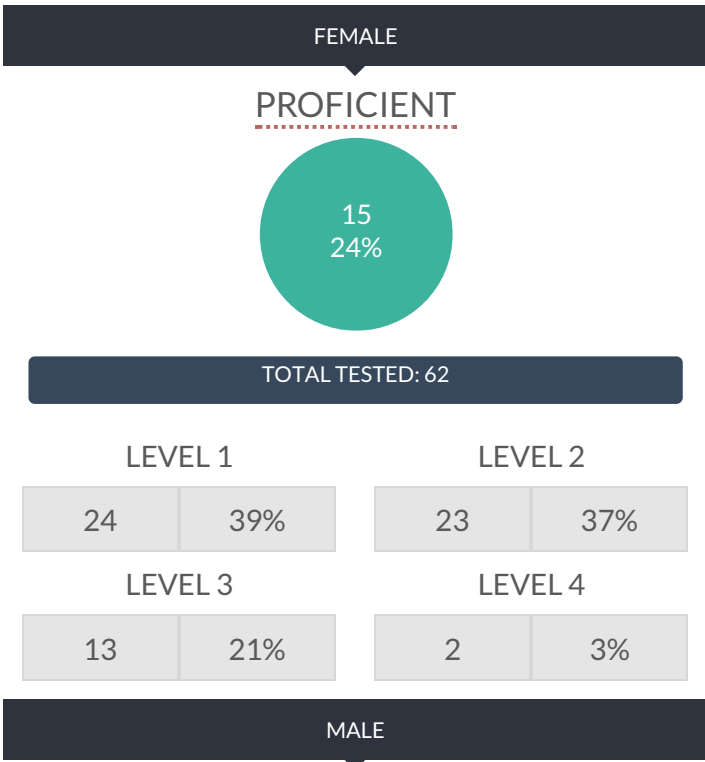 FEMALE
PROFICIENT
15
24%
TOTAL TESTED: 62
LEVEL 1
24 39%
LEVEL 2
23 37%
LEVEL 3
13 21%
LEVEL 4
2 3%
MALE